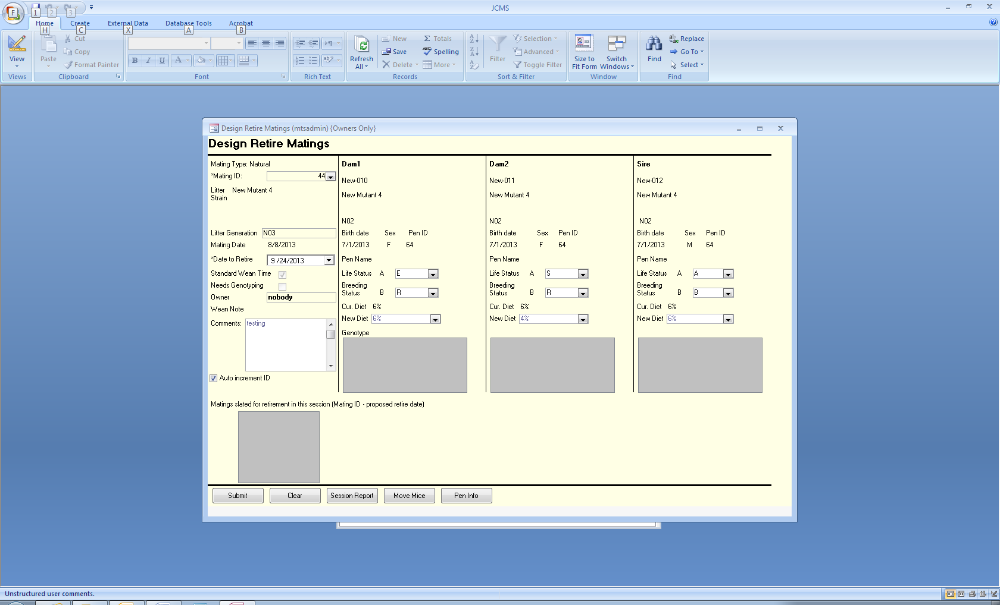 JCMS
F
1
2
3
Home Create External Data Database Tools Acrobat
H C X A B
View
Views
Paste
Cut
Copy
Format Painter
Clipboard
B I U A
Font
Rich Text
Refresh All
New
Save
Delete
Totals
Spelling
More
Records
Filter
Selection
Advanced
Toggle Filter
Sort & Filter
Size to Fit Form
Switch Windows
Window
Find
Replace
Go To
Select
Find
Design Retire Matings (mtsadmin) {Owners Only}
Design Retire Matings
Mating Type: Natural
*Mating ID: 44
Litter Strain New Mutant 4
Litter Generation N03
Mating Date 8/8/2013
*Date to Retire 9 /24/2013
Standard Wean Time
Needs Genotyping
Owner nobody
Wean Note
Comments: testing
Auto increment ID
Dam1
New-010
New Mutant 4
N02
Birth date Sex Pen ID
7/1/2013 F 64
Pen Name
Life Status A E
Breeding Status B R
Cur. Diet 6%
New Diet 6%
Genotype
Dam2
New-011
New Mutant 4
N02
Birth date Sex Pen ID
7/1/2013 F 64
Pen Name
Life Status A S
Breeding Status B R
Cur. Diet 6%
New Diet 4%
Sire
New-012
New Mutant 4
N02
Birth date Sex Pen ID
7/1/2013 M 64
Pen Name
Life Status A A
Breeding Status B B
Cur. Diet 6%
New Diet 6%
Matings slated for retirement in this session (Mating ID - proposed retire date)
Submit Clear Session Report Move Mice Pen Info
Unstructured user comments.